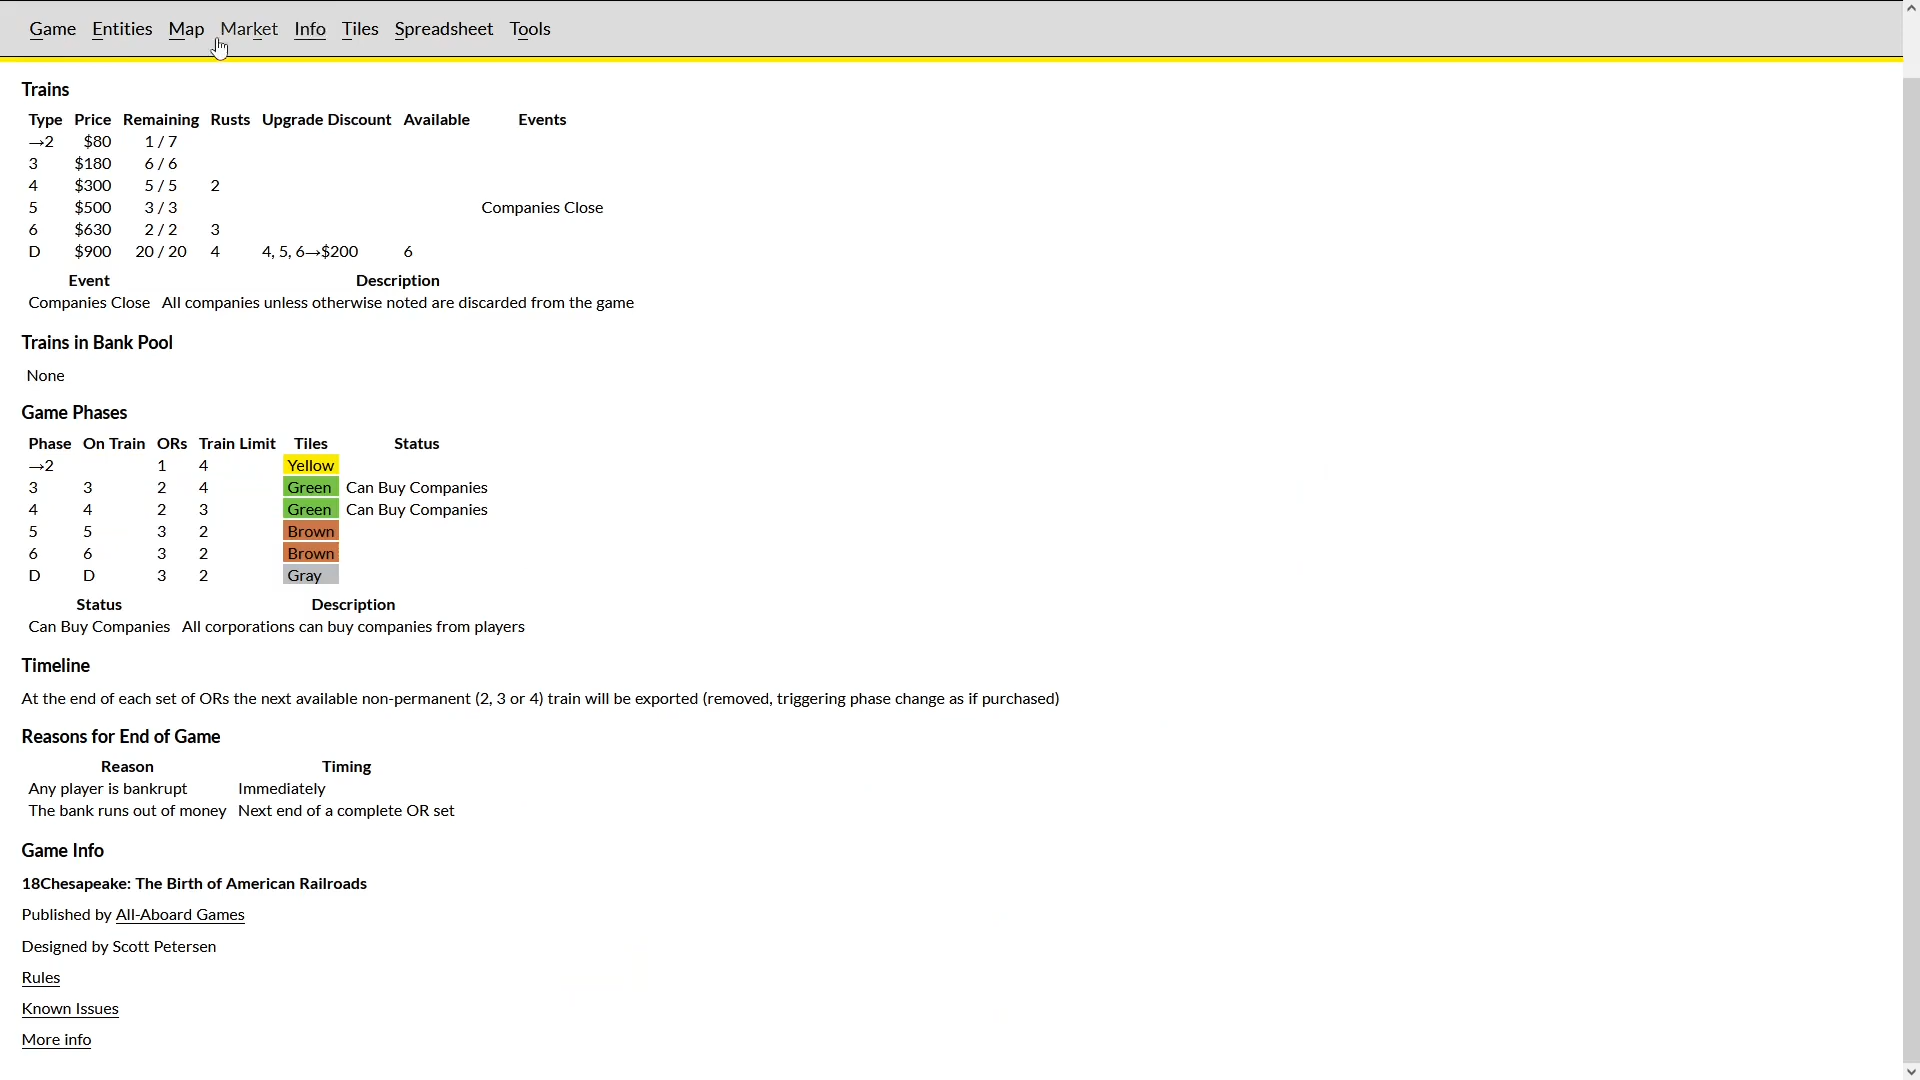 Game Entities Map Market Info Tiles Spreadsheet Tools
Trains
Type Price Remaining Rusts Upgrade Discount Available Events
→2 $80 1 / 7
3 $180 6 / 6
4 $300 5 / 5 2
5 $500 3 / 3 Companies Close
6 $630 2 / 2 3
D $900 20 / 20 4 4, 5, 6→$200 6
Event Description
Companies Close All companies unless otherwise noted are discarded from the game
Trains in Bank Pool
None
Game Phases
Phase On Train ORs Train Limit Tiles Status
→2 1 4 Yellow
3 3 2 4 Green Can Buy Companies
4 4 2 3 Green Can Buy Companies
5 5 3 2 Brown
6 6 3 2 Brown
D D 3 2 Gray
Status Description
Can Buy Companies All corporations can buy companies from players
Timeline
At the end of each set of ORs the next available non-permanent (2, 3 or 4) train will be exported (removed, triggering phase change as if purchased)
Reasons for End of Game
Reason Timing
Any player is bankrupt Immediately
The bank runs out of money Next end of a complete OR set
Game Info
18Chesapeake: The Birth of American Railroads
Published by All-Aboard Games
Designed by Scott Petersen
Rules
Known Issues
More info